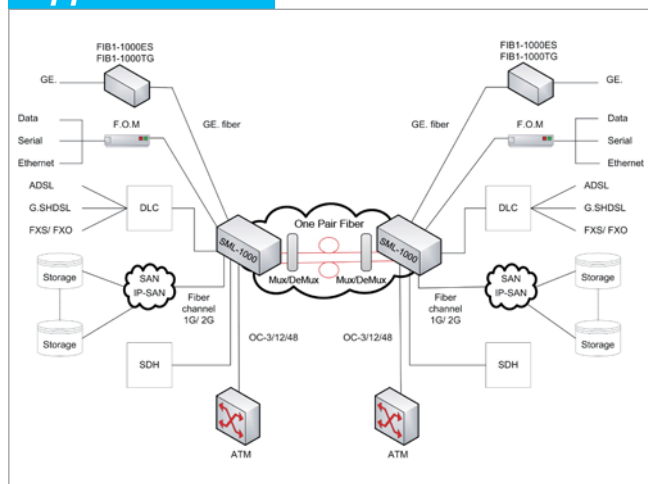 FIB1-1000ES
FIB1-1000TG
GE.
Data
Serial
Ethernet
F.O.M
GE. fiber
ADSL
G.SHDSL
FXS/ FXO
DLC
SML-1000
One Pair Fiber
Mux/DeMux
Mux/DeMux
SML-1000
Storage
Storage
SAN
IP-SAN
Fiber
channel
1G/ 2G
SDH
OC-3/12/48
ATM
FIB1-1000ES
FIB1-1000TG
GE.
GE. fiber
F.O.M
Data
Serial
Ethernet
DLC
ADSL
G.SHDSL
FXS/ FXO
Fiber
channel
1G/ 2G
SAN
IP-SAN
Storage
Storage
OC-3/12/48
SDH
ATM